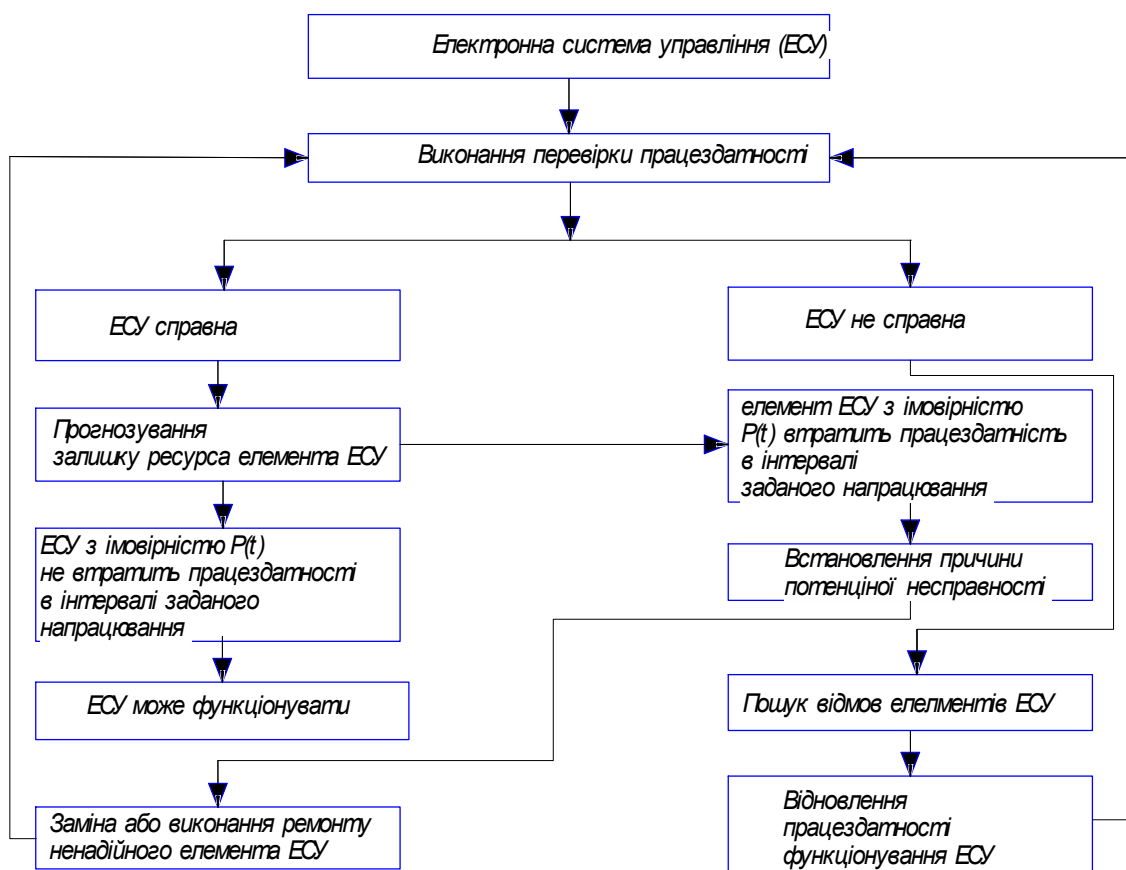 Електронна система управління (ЕСУ)
Виконання перевірки працездатності
ЕСУ справна
ЕСУ не справна
Прогнозування
залишку ресурса елемента ЕСУ
елемент ЕСУ з імовірністю
P(t) втратить працездатність
в інтервалі
заданого напрацювання
ЕСУ з імовірністю P(t)
не втратить працездатності
в інтервалі заданого
напрацювання
Встановлення причини
потенціної несправності
ЕСУ може функціонувати
Пошук відмов елелментів ЕСУ
Заміна або виконання ремонту
ненадійного елемента ЕСУ
Відновлення
працездатності
функціонування ЕСУ